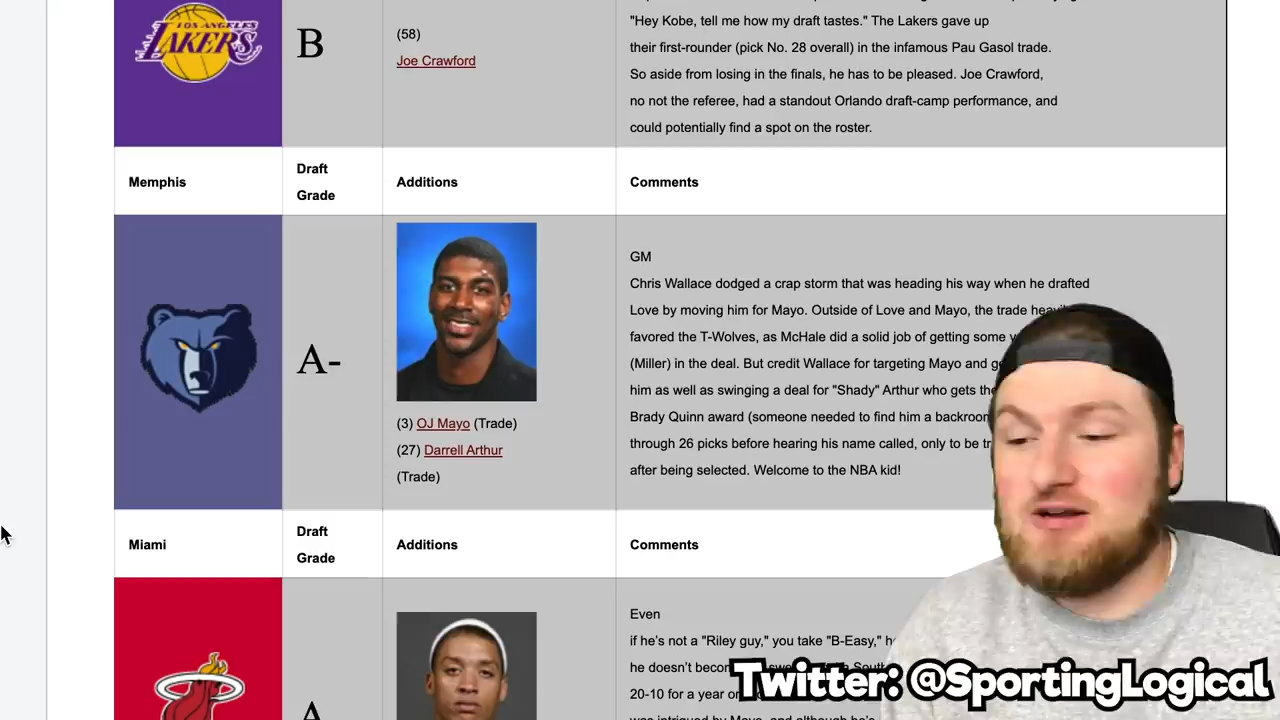 LOS ANGELES
LAKERS
B
(58)
Joe Crawford
"Hey Kobe, tell me how my draft tastes." The Lakers gave up
their first-rounder (pick No. 28 overall) in the infamous Pau Gasol trade.
So aside from losing in the finals, he has to be pleased. Joe Crawford,
no not the referee, had a standout Orlando draft-camp performance, and
could potentially find a spot on the roster.
Memphis
Draft
Grade
Additions
Comments
A-
(3) OJ Mayo (Trade)
(27) Darrell Arthur
(Trade)
GM
Chris Wallace dodged a crap storm that was heading his way when he drafted
Love by moving him for Mayo. Outside of Love and Mayo, the trade
favored the T-Wolves, as McHale did a solid job of getting some
(Miller) in the deal. But credit Wallace for targeting Mayo and
him as well as swinging a deal for "Shady" Arthur who gets
Brady Quinn award (someone needed to find him a
through 26 picks before hearing his name called, only to be
after being selected. Welcome to the NBA kid!
Miami
Draft
Grade
Additions
Comments
A
Even
if he's not a "Riley guy," you take "B-Easy,"
he doesn't
20-10 for a year
was intrigued by Mayo, and although he's
Twitter: @SportingLogical